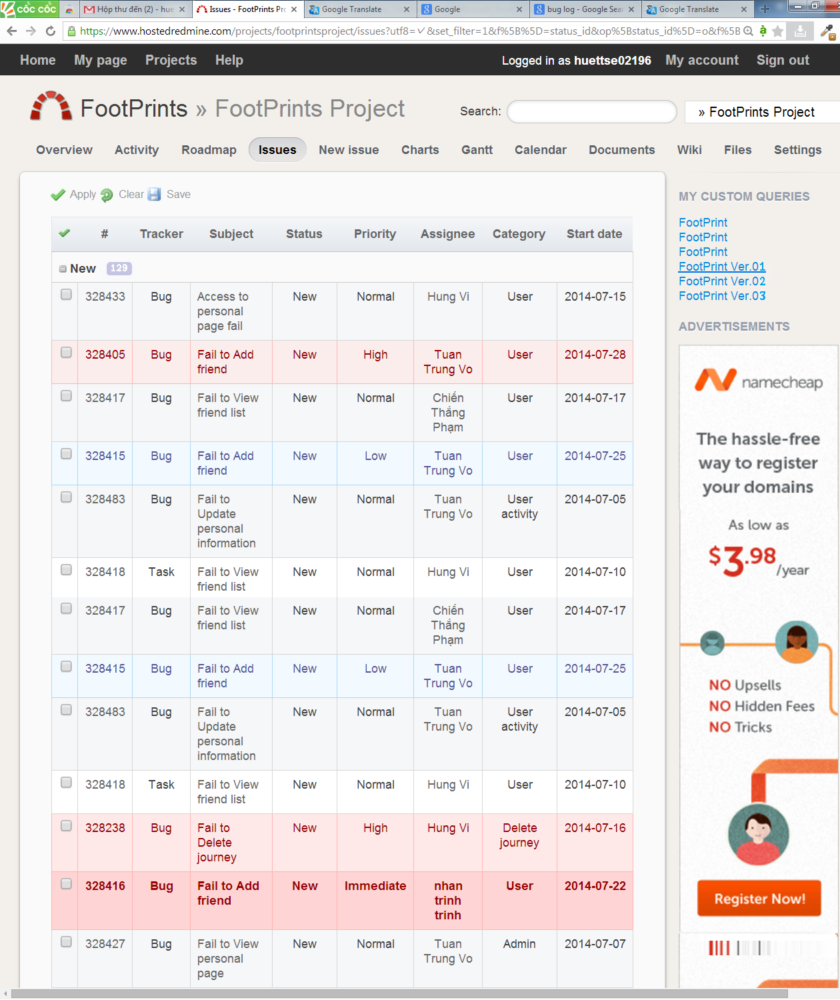 cốc cốc
Hộp thư đến (2) - hue
Issues - FootPrints Pro
Google Translate
Google
bug log - Google Sea
Google Translate
https://www.hostedredmine.com/projects/footprintsproject/issues?utf8=✓&set_filter=1&f%5B%5D=status_id&op%5Bstatus_id%5D=o&f%5B
Home My page Projects Help Logged in as huettse02196 My account Sign out
FootPrints » FootPrints Project Search: » FootPrints Project
Overview Activity Roadmap Issues New issue Charts Gantt Calendar Documents Wiki Files Settings
Apply Clear Save
# Tracker Subject Status Priority Assignee Category Start date
New 129
328433 Bug Access to New Normal Hung Vi User 2014-07-15
personal
page fail
328405 Bug Fail to Add New High Tuan User 2014-07-28
friend Trung Vo
328417 Bug Fail to View New Normal Chiến User 2014-07-17
friend list Thắng
Phạm
328415 Bug Fail to Add New Low Tuan User 2014-07-25
friend Trung Vo
328483 Bug Fail to New Normal Tuan User 2014-07-05
Update Trung Vo activity
personal
information
328418 Task Fail to View New Normal Hung Vi User 2014-07-10
friend list
328417 Bug Fail to View New Normal Chiến User 2014-07-17
friend list Thắng
Phạm
328415 Bug Fail to Add New Low Tuan User 2014-07-25
friend Trung Vo
328483 Bug Fail to New Normal Tuan User 2014-07-05
Update Trung Vo activity
personal
information
328418 Task Fail to View New Normal Hung Vi User 2014-07-10
friend list
328238 Bug Fail to New High Hung Vi Delete 2014-07-16
Delete journey
journey
328416 Bug Fail to Add New Immediate nhan User 2014-07-22
friend trinh
trinh
328427 Bug Fail to View New Normal Tuan Admin 2014-07-07
personal Trung Vo
page
MY CUSTOM QUERIES
FootPrint
FootPrint
FootPrint
FootPrint Ver.01
FootPrint Ver.02
FootPrint Ver.03
ADVERTISEMENTS
namecheap
The hassle-free
way to register
your domains
As low as
$3.98/year
NO Upsells
NO Hidden Fees
NO Tricks
Register Now!